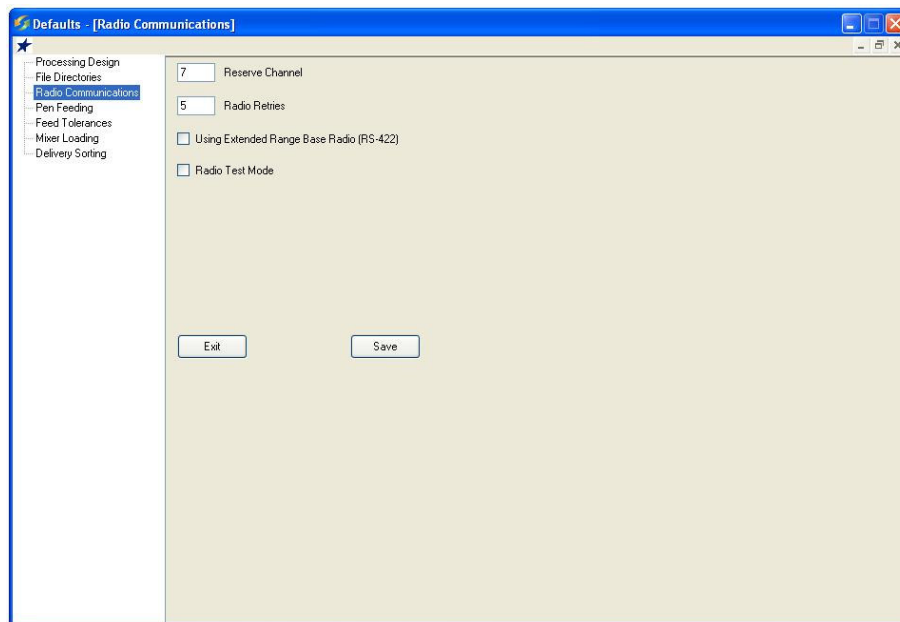 Defaults - [Radio Communications]
Processing Design
File Directories
Radio Communications
Pen Feeding
Feed Tolerances
Mixer Loading
Delivery Sorting
7 Reserve Channel
5 Radio Retries
Using Extended Range Base Radio (RS-422)
Radio Test Mode
Exit Save